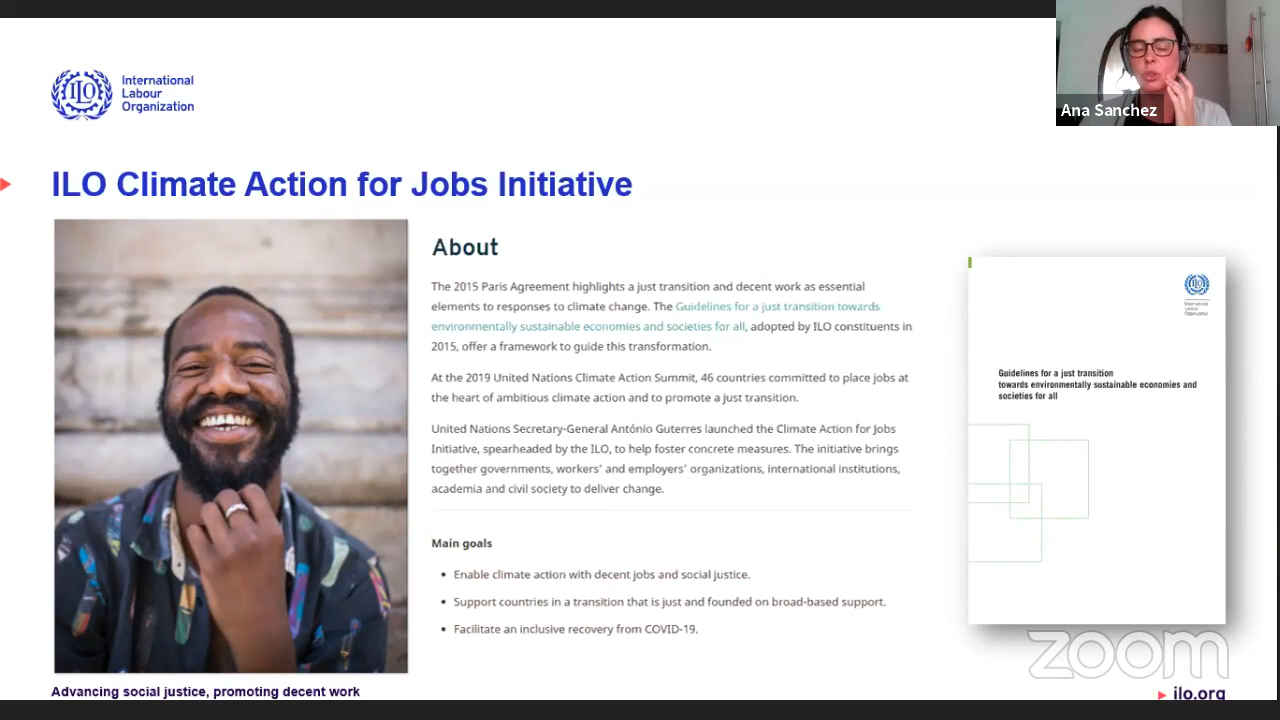 International
Labour
Organization
Ana Sanchez
ILO Climate Action for Jobs Initiative
About
The 2015 Paris Agreement highlights a just transition and decent work as essential
elements to responses to climate change. The Guidelines for a just transition towards
environmentally sustainable economies and societies for all, adopted by ILO constituents in
2015, offer a framework to guide this transformation.
At the 2019 United Nations Climate Action Summit, 46 countries committed to place jobs at
the heart of ambitious climate action and to promote a just transition.
United Nations Secretary-General António Guterres launched the Climate Action for Jobs
Initiative, spearheaded by the ILO, to help foster concrete measures. The initiative brings
together governments, workers' and employers' organizations, international institutions,
academia and civil society to deliver change.
Main goals
• Enable climate action with decent jobs and social justice.
• Support countries in a transition that is just and founded on broad-based support.
• Facilitate an inclusive recovery from COVID-19.
International
Labour
Organization
Guidelines for a just transition
towards environmentally sustainable economies and
societies for all
zoom
Advancing social justice, promoting decent work
ilo.org